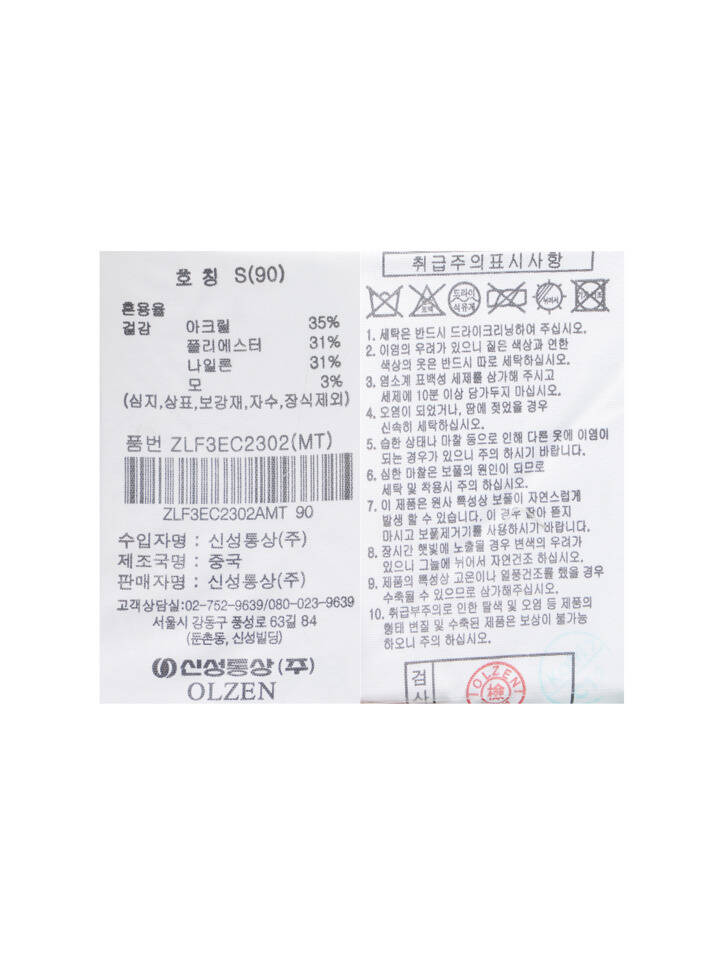 호 칭 S(90)
혼용율
겉감 아크릴 35%
폴리에스터 31%
나일론 31%
모 3%
(심지,상표,보강재,자수,장식제외)
품번 ZLF3EC2302(MT)
ZLF3EC2302AMT 90
수입자명 : 신성통상(주)
제조국명 : 중국
판매자명 : 신성통상(주)
고객상담실:02-752-9639/080-023-9639
서울시 강동구 풍성로 63길 84
(둔촌동, 신성빌딩)
신성통상(주)
OLZEN
취급주의표시사항
드라이
석유계
1. 세탁은 반드시 드라이크리닝하여 주십시오.
2. 이염의 우려가 있으니 짙은 색상과 연한
색상의 옷은 반드시 따로 세탁하십시오.
3. 염소계 표백성 세제를 삼가해 주시고
세제에 10분 이상 담가두지 마십시오.
4. 오염이 되었거나, 땀에 젖었을 경우
신속히 세탁하십시오.
5. 습한 상태나 마찰 등으로 인해 다른 옷에 이염이
되는 경우가 있으니 주의 하시기 바랍니다.
6. 심한 마찰은 보풀의 원인이 되므로
세탁 및 착용시 주의 하십시오.
7. 이 제품은 원사 특성상 보풀이 자연스럽게
발생 할 수 있습니다. 이 경우 잡아 뜯지
마시고 보풀제거기를 사용하시기 바랍니다.
8. 장시간 햇빛에 노출을 경우 변색의 우려가
있으니 그늘에 뉘어서 자연건조 하십시오.
9. 제품의 특성상 고온이나 열풍건조를 했을 경우
수축될 수 있으므로 삼가해주십시오.
10. 취급부주의로 인한 탈색 및 오염 등 제품의
형태 변질 및 수축된 제품은 보상이 불가능
하오니 주의 하십시오.
검
사
OLZEN
檢